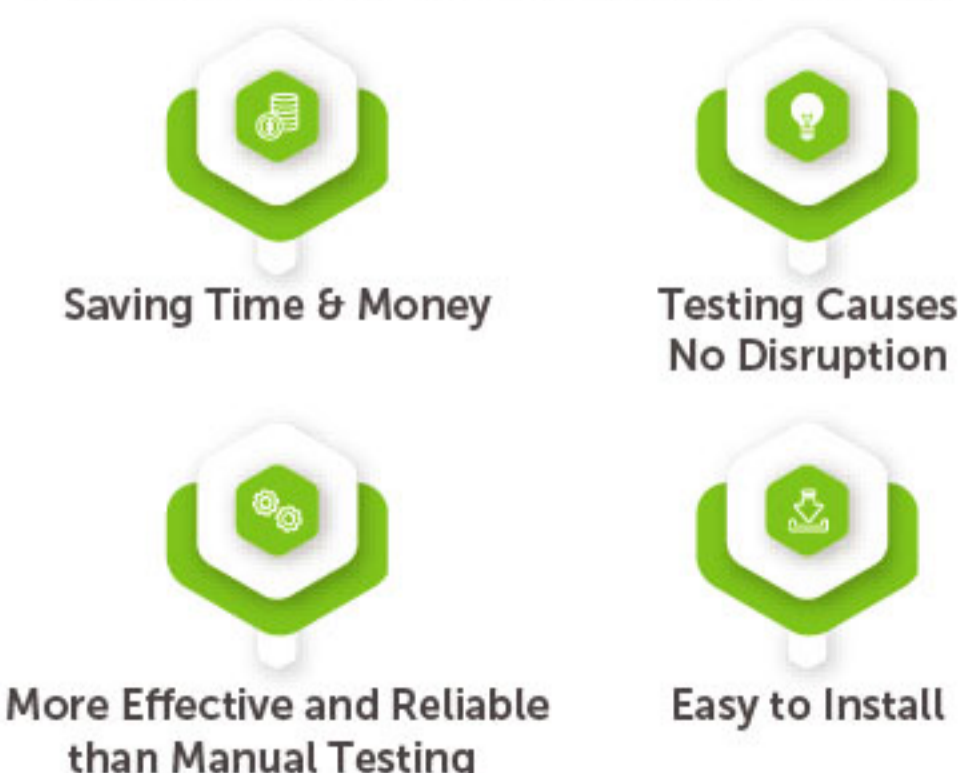 Saving Time & Money
Testing Causes
No Disruption
More Effective and Reliable
than Manual Testing
Easy to Install